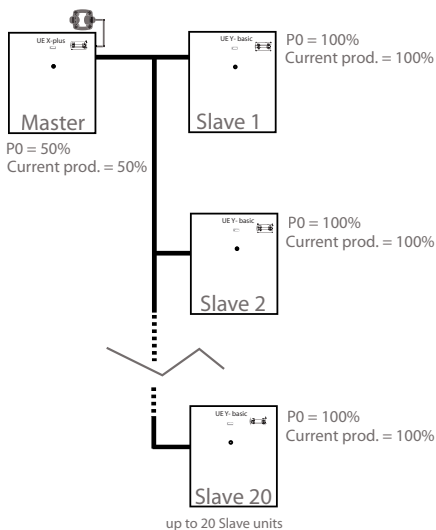 UE X-plus
Master
P0 = 50%
Current prod. = 50%
UE Y- basic
Slave 1
P0 = 100%
Current prod. = 100%
UE Y- basic
Slave 2
P0 = 100%
Current prod. = 100%
UE Y- basic
Slave 20
P0 = 100%
Current prod. = 100%
up to 20 Slave units